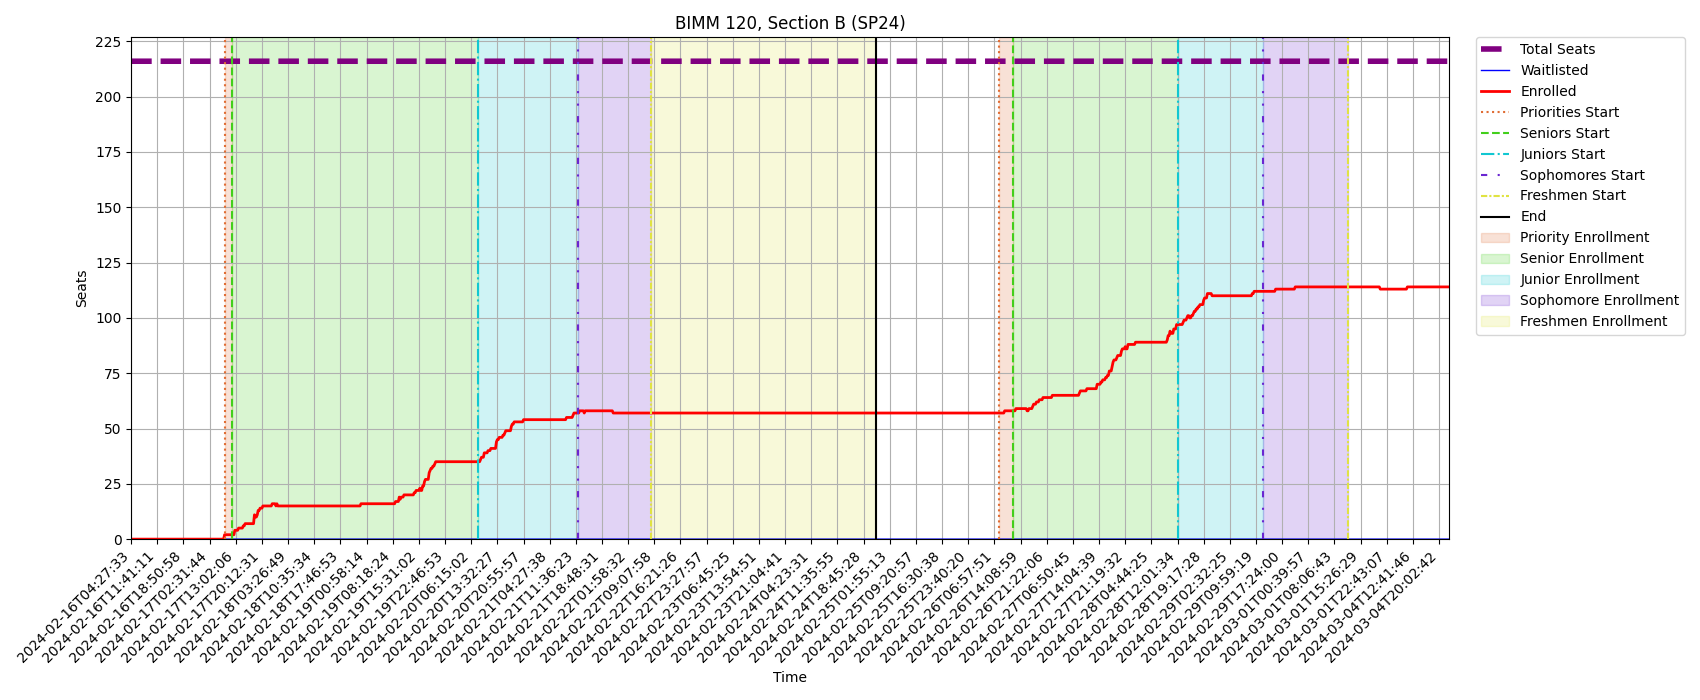 BIMM 120, Section B (SP24)
225
200
175
150
125
100
75
50
25
0
Seats
2024-02-16T04:27:33
2024-02-16T11:41:11
2024-02-16T18:50:58
2024-02-17T02:31:44
2024-02-17T13:02:06
2024-02-17T20:12:31
2024-02-18T03:26:49
2024-02-18T10:35:34
2024-02-18T17:46:53
2024-02-19T00:58:14
2024-02-19T08:18:24
2024-02-19T15:31:02
2024-02-19T22:46:53
2024-02-20T06:15:02
2024-02-20T13:32:27
2024-02-20T20:55:57
2024-02-21T04:27:38
2024-02-21T11:36:23
2024-02-21T18:48:31
2024-02-22T01:58:32
2024-02-22T09:07:58
2024-02-22T16:21:26
2024-02-22T23:27:57
2024-02-23T06:45:25
2024-02-23T13:54:51
2024-02-23T21:04:41
2024-02-24T04:23:31
2024-02-24T11:35:55
2024-02-24T18:45:28
2024-02-25T01:55:13
2024-02-25T09:20:57
2024-02-25T16:30:38
2024-02-25T23:40:20
2024-02-26T06:57:51
2024-02-26T14:08:59
2024-02-26T21:22:06
2024-02-27T06:50:45
2024-02-27T14:04:39
2024-02-27T21:19:32
2024-02-28T04:44:25
2024-02-28T12:01:34
2024-02-28T19:17:28
2024-02-29T02:32:25
2024-02-29T09:59:19
2024-02-29T17:24:00
2024-03-01T00:39:57
2024-03-01T08:06:43
2024-03-01T15:26:29
2024-03-01T22:43:07
2024-03-04T12:41:46
2024-03-04T20:02:42
Time
Total Seats
Waitlisted
Enrolled
Priorities Start
Seniors Start
Juniors Start
Sophomores Start
Freshmen Start
End
Priority Enrollment
Senior Enrollment
Junior Enrollment
Sophomore Enrollment
Freshmen Enrollment